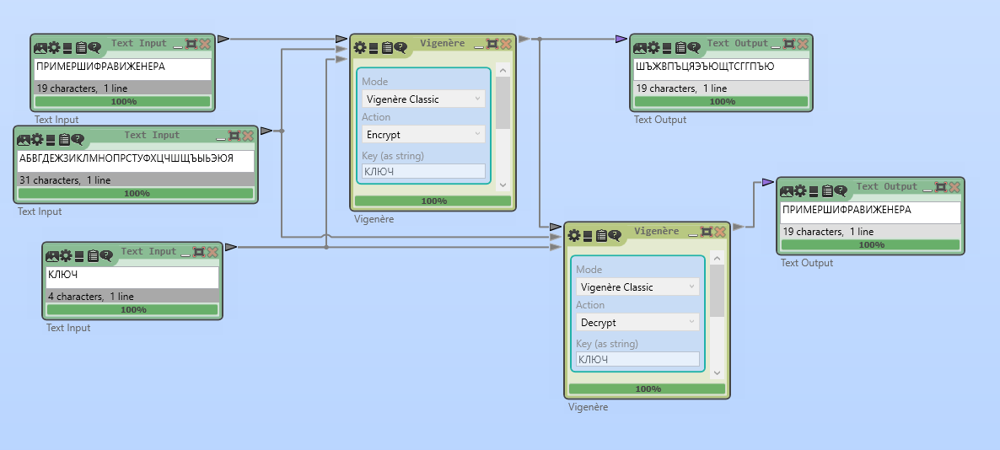 Text Input
ПРИМЕРШИФРАВИЖЕНЕРА
19 characters, 1 line
100%
Text Input
Text Input
АБВГДЕЖЗИКЛМНОПРСТУФХЦЧШЩЪЫЬЭЮЯ
31 characters, 1 line
100%
Text Input
Text Input
КЛЮЧ
4 characters, 1 line
100%
Text Input
Vigenère
Mode
Vigenère Classic
Action
Encrypt
Key (as string)
КЛЮЧ
100%
Vigenère
Text Output
ШЪЖВПЪЦЯЭЪЮЩТСГГПЪЮ
19 characters, 1 line
100%
Text Output
Vigenère
Mode
Vigenère Classic
Action
Decrypt
Key (as string)
КЛЮЧ
100%
Vigenère
Text Output
ПРИМЕРШИФРАВИЖЕНЕРА
19 characters, 1 line
100%
Text Output